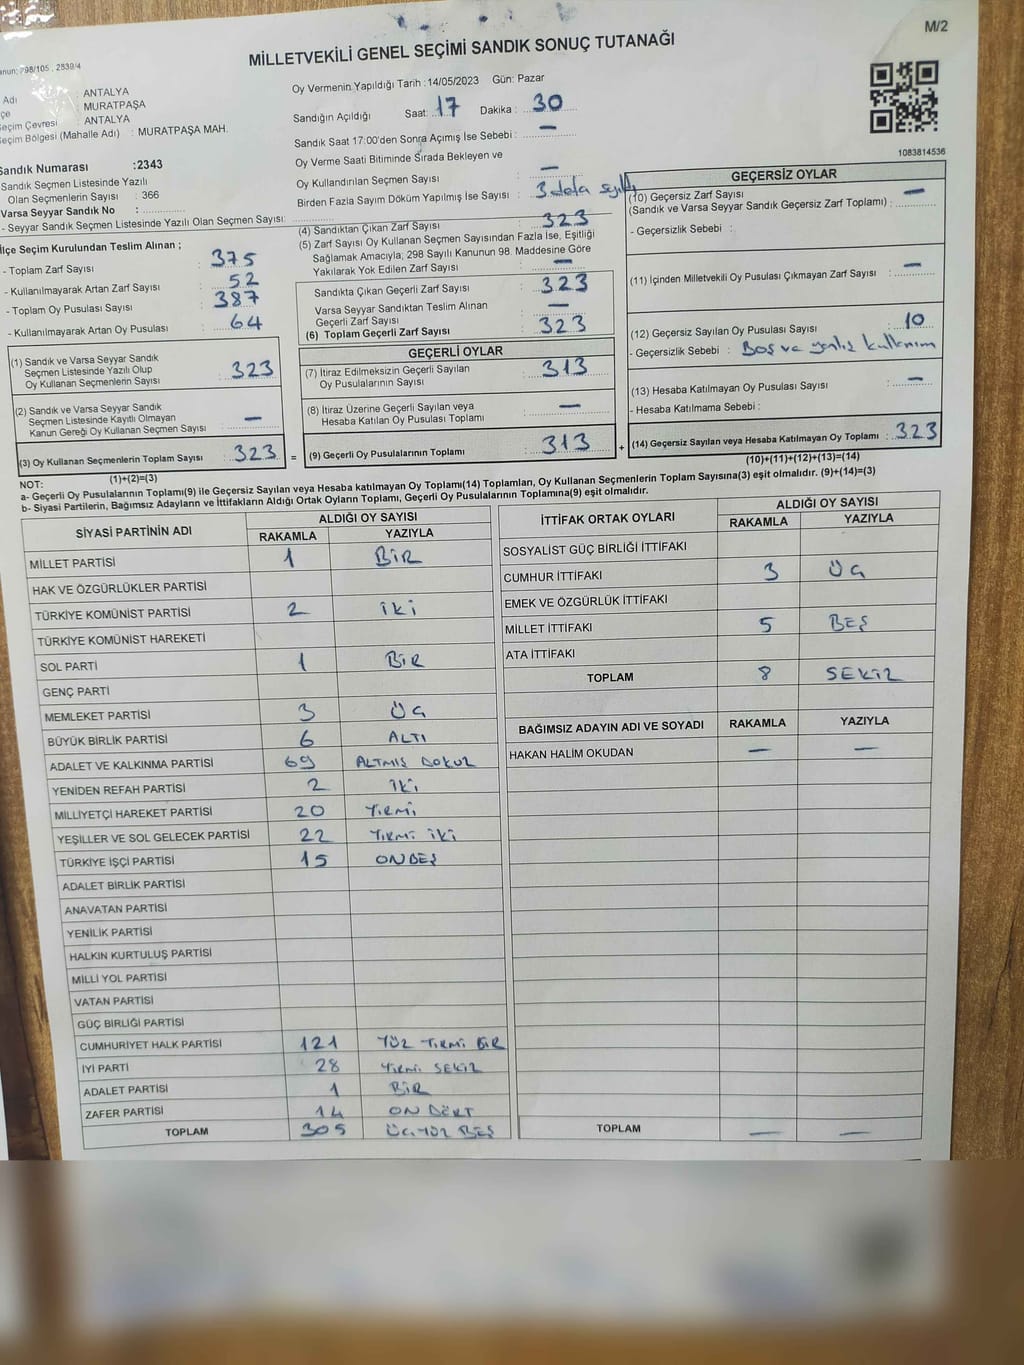 M/2
MİLLETVEKİLİ GENEL SEÇİMİ SANDIK SONUÇ TUTANAĞI
anun: 298/105 , 2839/4
Adı : ANTALYA
çe : MURATPAŞA
eçim Çevresi : ANTALYA
eçim Bölgesi (Mahalle Adı) : MURATPAŞA MAH.
Oy Vermenin Yapıldığı Tarih : 14/05/2023 Gün: Pazar
Sandığın Açıldığı Saat: 17 Dakika : 30
Sandık Saat 17:00'den Sonra Açılmış İse Sebebi : —
Oy Verme Saati Bitiminde Sırada Bekleyen ve
Oy Kullandırılan Seçmen Sayısı : —
Birden Fazla Sayım Döküm Yapılmış İse Sayısı : 3 defa sayıldı
1083814536
Sandık Numarası :2343
Sandık Seçmen Listesinde Yazılı
Olan Seçmenlerin Sayısı : 366
Varsa Seyyar Sandık No :
- Seyyar Sandık Seçmen Listesinde Yazılı Olan Seçmen Sayısı:
İlçe Seçim Kurulundan Teslim Alınan ;
- Toplam Zarf Sayısı : 375
- Kullanılmayarak Artan Zarf Sayısı : 52
- Toplam Oy Pusulası Sayısı : 387
- Kullanılmayarak Artan Oy Pusulası : 64
(1) Sandık ve Varsa Seyyar Sandık
Seçmen Listesinde Yazılı Olup
Oy Kullanan Seçmenlerin Sayısı : 323
(2) Sandık ve Varsa Seyyar Sandık
Seçmen Listesinde Kayıtlı Olmayan
Kanun Gereği Oy Kullanan Seçmen Sayısı : —
(3) Oy Kullanan Seçmenlerin Toplam Sayısı : 323
(1)+(2)=(3)
(4) Sandıktan Çıkan Zarf Sayısı : 323
(5) Zarf Sayısı Oy Kullanan Seçmen Sayısından Fazla İse, Eşitliği
Sağlamak Amacıyla; 298 Sayılı Kanunun 98. Maddesine Göre
Yakılarak Yok Edilen Zarf Sayısı : —
Sandıkta Çıkan Geçerli Zarf Sayısı : 323
Varsa Seyyar Sandıktan Teslim Alınan
Geçerli Zarf Sayısı : —
(6) Toplam Geçerli Zarf Sayısı : 323
GEÇERLİ OYLAR
(7) İtiraz Edilmeksizin Geçerli Sayılan
Oy Pusulalarının Sayısı : 313
(8) İtiraz Üzerine Geçerli Sayılan veya
Hesaba Katılan Oy Pusulası Toplamı : —
= (9) Geçerli Oy Pusulalarının Toplamı : 313
GEÇERSİZ OYLAR
(10) Geçersiz Zarf Sayısı
(Sandık ve Varsa Seyyar Sandık Geçersiz Zarf Toplamı) : —
- Geçersizlik Sebebi :
(11) İçinden Milletvekili Oy Pusulası Çıkmayan Zarf Sayısı : —
(12) Geçersiz Sayılan Oy Pusulası Sayısı : 10
- Geçersizlik Sebebi : Boş ve yanlış kullanım
(13) Hesaba Katılmayan Oy Pusulası Sayısı : —
- Hesaba Katılmama Sebebi :
+ (14) Geçersiz Sayılan veya Hesaba Katılmayan Oy Toplamı : 323
(10)+(11)+(12)+(13)=(14)
NOT:
a- Geçerli Oy Pusulalarının Toplamı(9) ile Geçersiz Sayılan veya Hesaba katılmayan Oy Toplamı(14) Toplamları, Oy Kullanan Seçmenlerin Toplam Sayısına(3) eşit olmalıdır. (9)+(14)=(3)
b- Siyasi Partilerin, Bağımsız Adayların ve İttifakların Aldığı Ortak Oyların Toplamı, Geçerli Oy Pusulalarının Toplamına(9) eşit olmalıdır.
SİYASİ PARTİNİN ADI ALDIĞI OY SAYISI
RAKAMLA YAZIYLA
MİLLET PARTİSİ 1 BİR
HAK VE ÖZGÜRLÜKLER PARTİSİ
TÜRKİYE KOMÜNİST PARTİSİ 2 İKİ
TÜRKİYE KOMÜNİST HAREKETİ
SOL PARTİ 1 BİR
GENÇ PARTİ
MEMLEKET PARTİSİ 3 ÜÇ
BÜYÜK BİRLİK PARTİSİ 6 ALTI
ADALET VE KALKINMA PARTİSİ 69 ALTMIŞ DOKUZ
YENİDEN REFAH PARTİSİ 2 İKİ
MİLLİYETÇİ HAREKET PARTİSİ 20 YİRMİ
YEŞİLLER VE SOL GELECEK PARTİSİ 22 YİRMİ İKİ
TÜRKİYE İŞÇİ PARTİSİ 15 ONBEŞ
ADALET BİRLİK PARTİSİ
ANAVATAN PARTİSİ
YENİLİK PARTİSİ
HALKIN KURTULUŞ PARTİSİ
MİLLİ YOL PARTİSİ
VATAN PARTİSİ
GÜÇ BİRLİĞİ PARTİSİ
CUMHURİYET HALK PARTİSİ 121 YÜZ YİRMİ BİR
İYİ PARTİ 28 YİRMİ SEKİZ
ADALET PARTİSİ 1 BİR
ZAFER PARTİSİ 14 ON DÖRT
TOPLAM 305 ÜÇ YÜZ BEŞ
İTTİFAK ORTAK OYLARI ALDIĞI OY SAYISI
RAKAMLA YAZIYLA
SOSYALİST GÜÇ BİRLİĞİ İTTİFAKI
CUMHUR İTTİFAKI 3 ÜÇ
EMEK VE ÖZGÜRLÜK İTTİFAKI
MİLLET İTTİFAKI 5 BEŞ
ATA İTTİFAKI
TOPLAM 8 SEKİZ
BAĞIMSIZ ADAYIN ADI VE SOYADI RAKAMLA YAZIYLA
HAKAN HALİM OKUDAN — —
TOPLAM — —